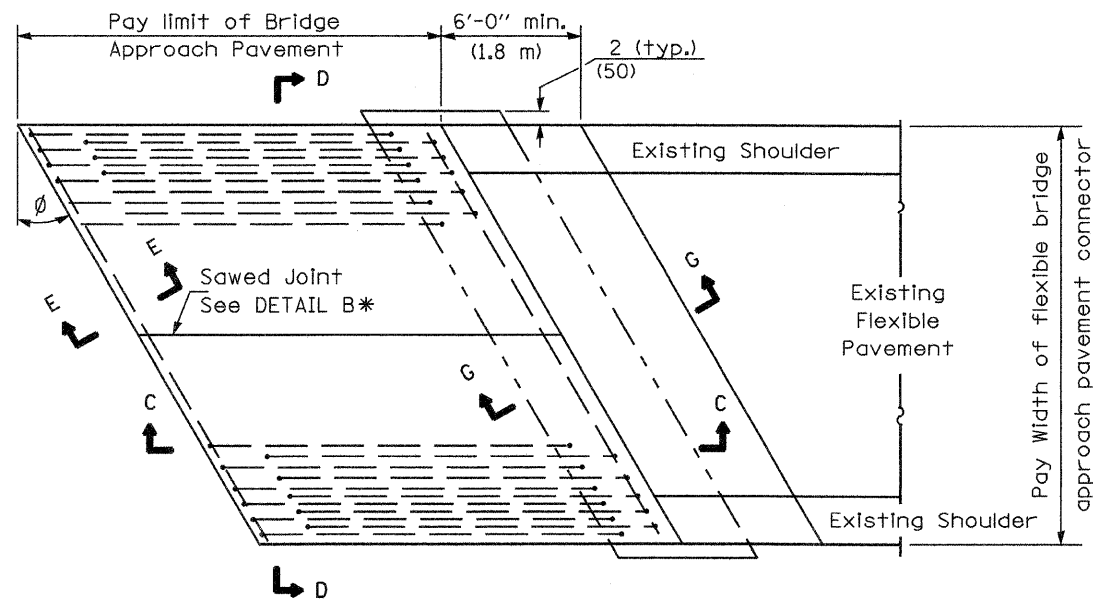 Pay limit of Bridge
Approach Pavement
6'-0" min.
(1.8 m)
2 (typ.)
(50)
D
Existing Shoulder
Ø
E
E
Sawed Joint
See DETAIL B*
G
Existing
Flexible
Pavement
G
C
C
Existing Shoulder
D
Pay Width of flexible bridge
approach pavement connector